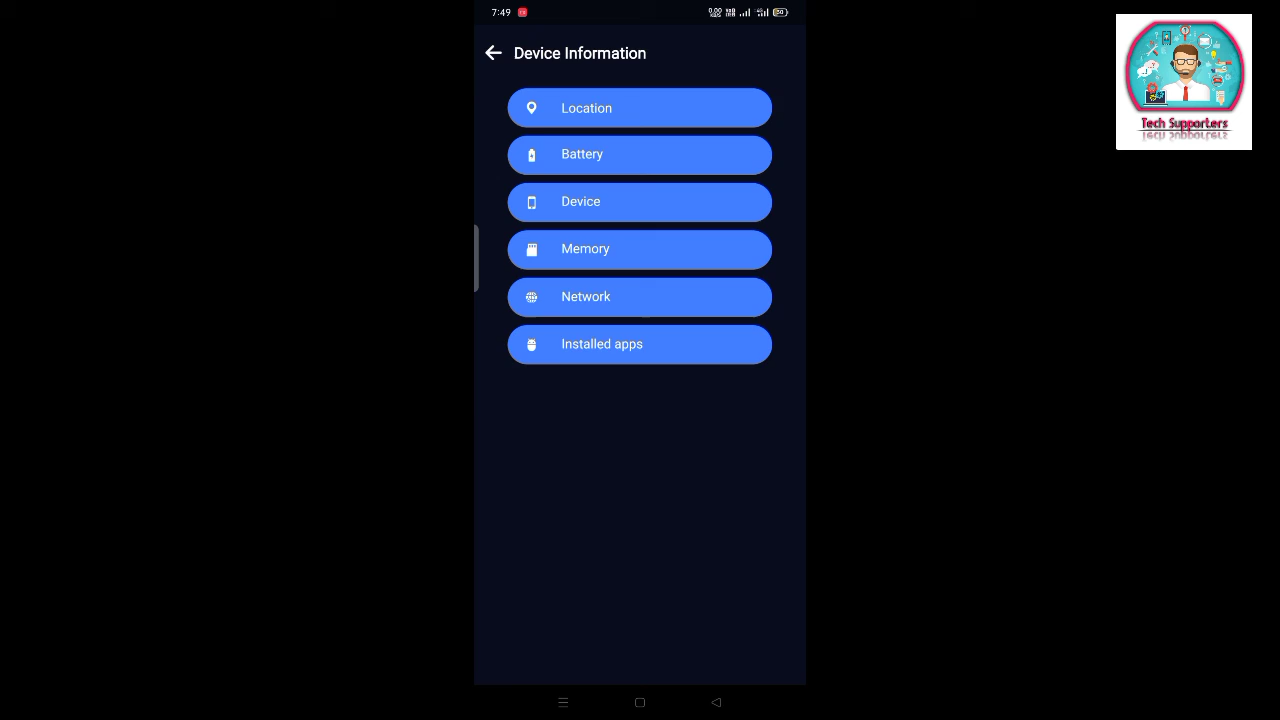 7:49
Device Information
Location
Battery
Device
Memory
Network
Installed apps
Tech Supporters